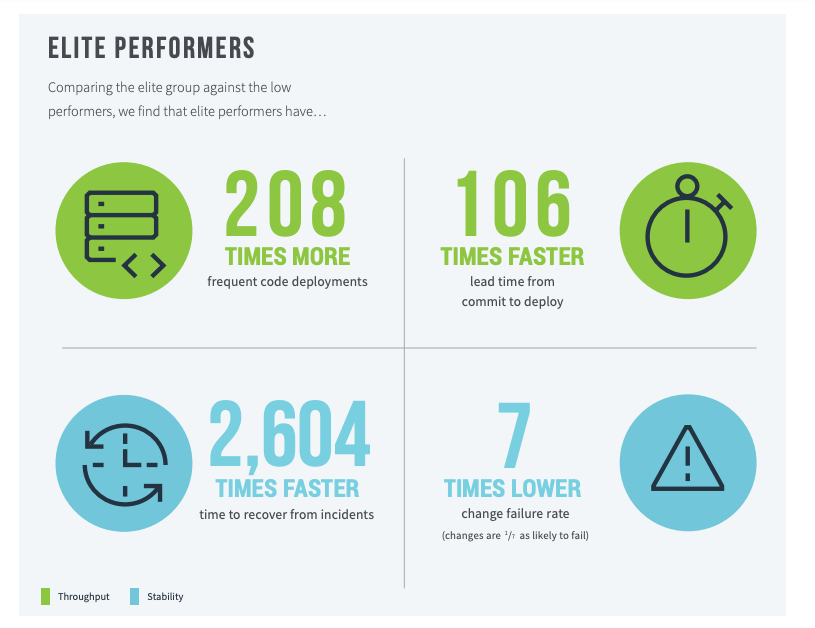 ELITE PERFORMERS
Comparing the elite group against the low
performers, we find that elite performers have…
208
TIMES MORE
frequent code deployments
106
TIMES FASTER
lead time from
commit to deploy
2,604
TIMES FASTER
time to recover from incidents
7
TIMES LOWER
change failure rate
(changes are 1/7 as likely to fail)
Throughput
Stability